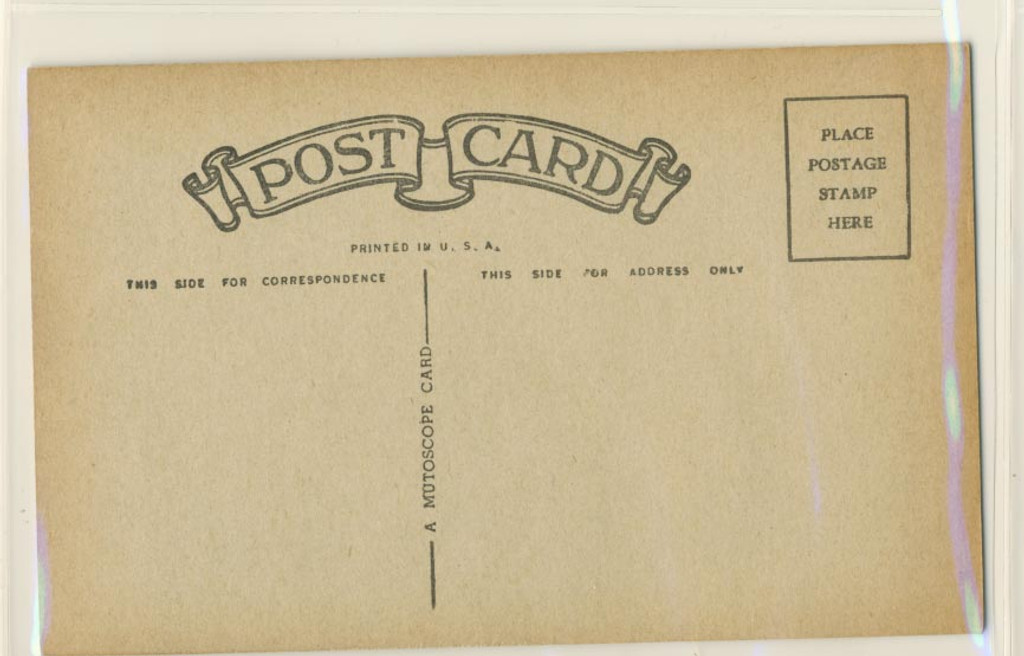 POST CARD
PLACE
POSTAGE
STAMP
HERE
PRINTED IN U. S. A.
THIS SIDE FOR CORRESPONDENCE
THIS SIDE FOR ADDRESS ONLY
A MUTOSCOPE CARD